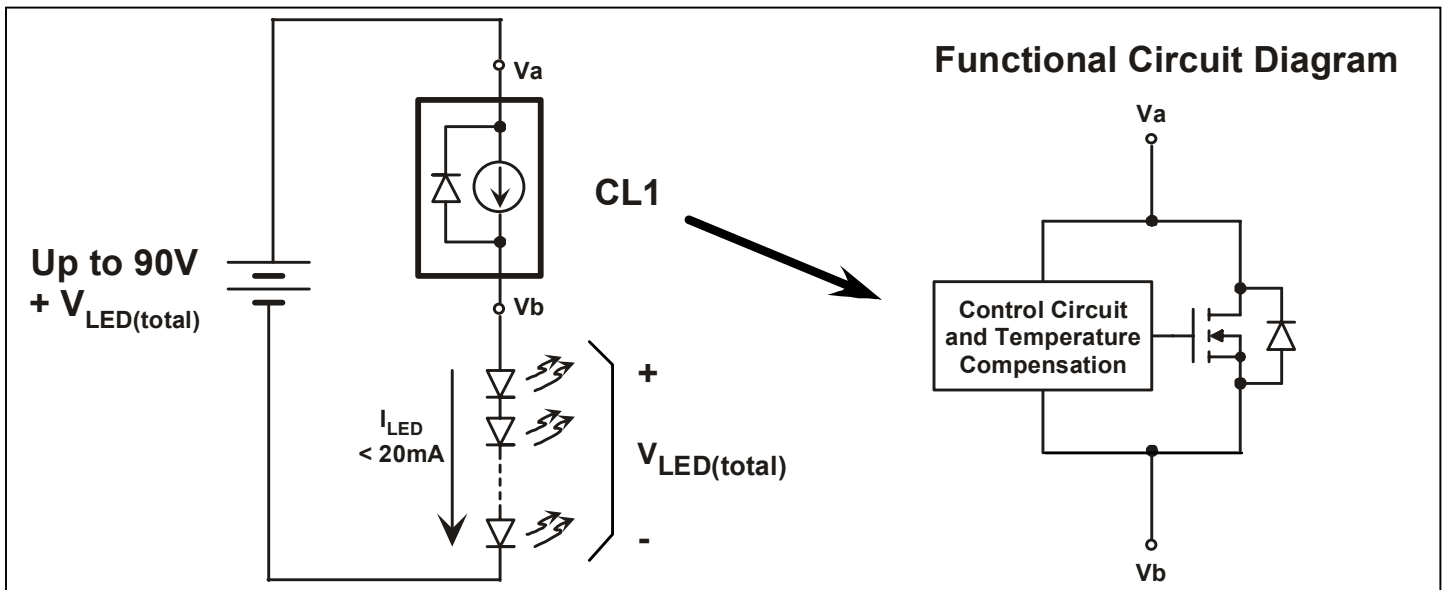 Functional Circuit Diagram
Va
CL1
Up to 90V
+ VLED(total)
Vb
ILED
< 20mA
+
VLED(total)
-
Va
Control Circuit
and Temperature
Compensation
Vb